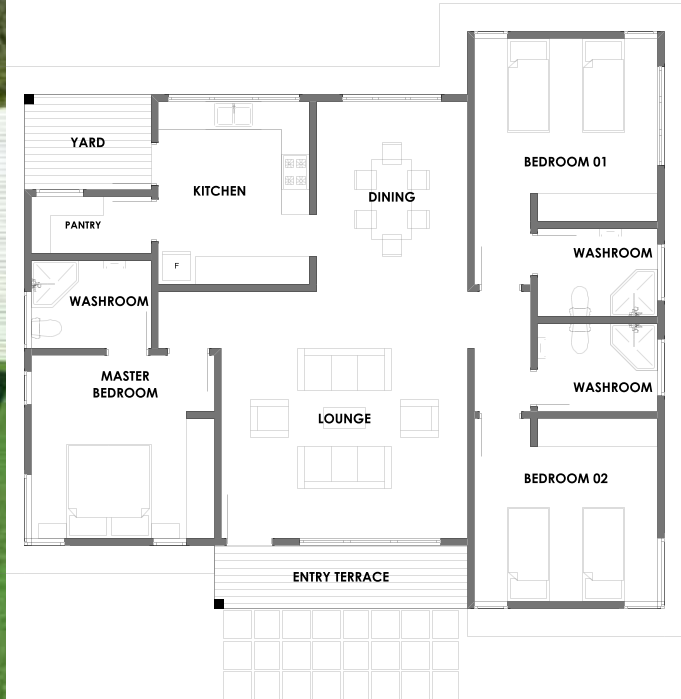 YARD
BEDROOM 01
KITCHEN
DINING
PANTRY
WASHROOM
F
WASHROOM
MASTER
BEDROOM
WASHROOM
LOUNGE
BEDROOM 02
ENTRY TERRACE